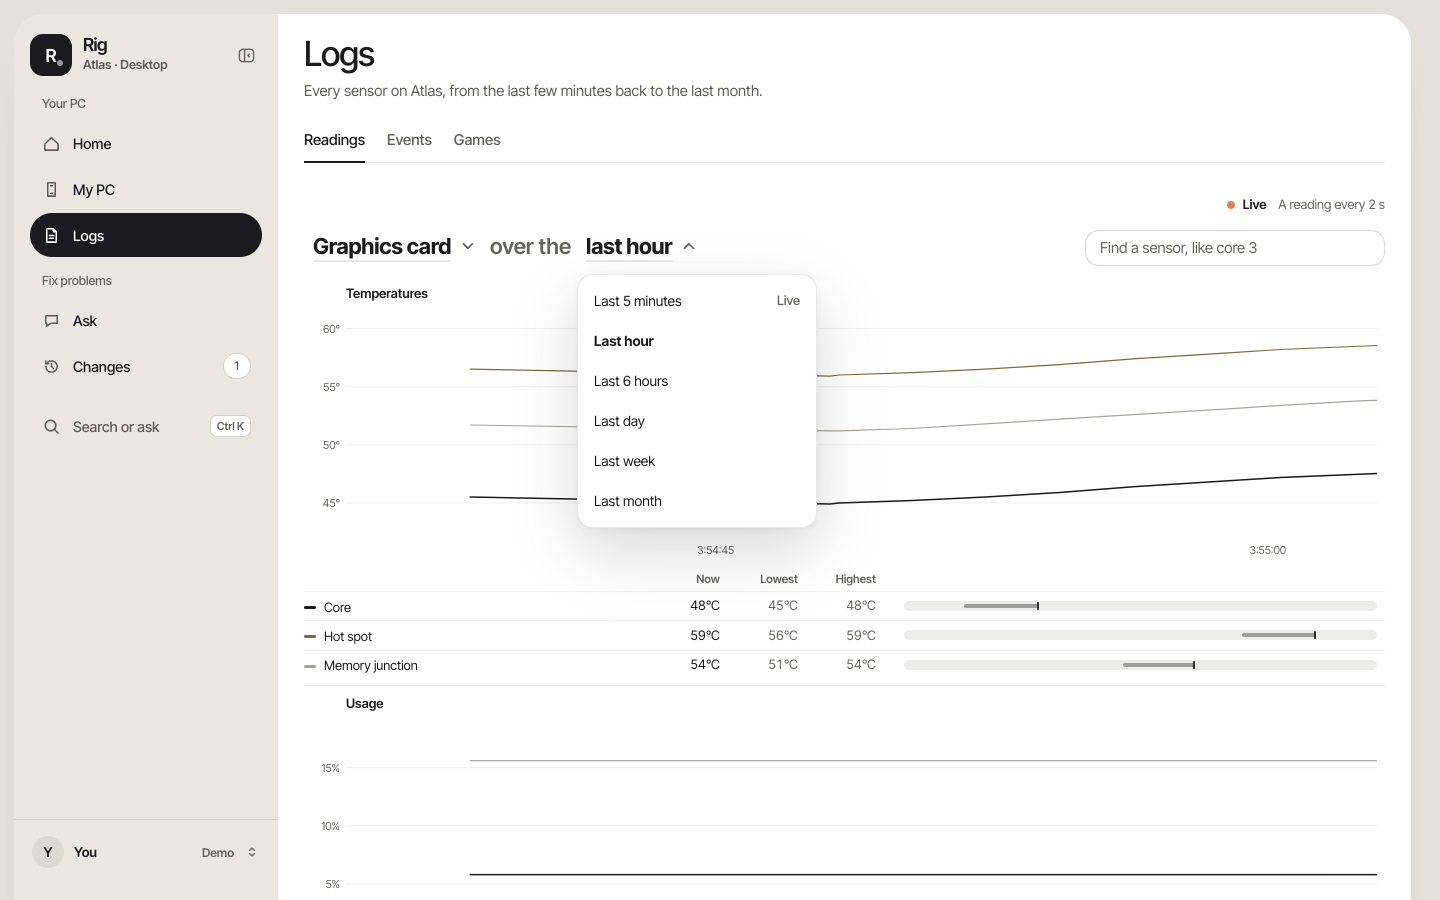 R.
Rig
Atlas · Desktop
Your PC
Home
My PC
Logs
Fix problems
Ask
Changes
1
Search or ask
Ctrl K
Y
You
Demo
Logs
Every sensor on Atlas, from the last few minutes back to the last month.
Readings Events Games
Live A reading every 2 s
Graphics card over the last hour
Find a sensor, like core 3
Last 5 minutes Live
Last hour
Last 6 hours
Last day
Last week
Last month
Temperatures
60°
55°
50°
45°
3:54:45 3:55:00
Now Lowest Highest
Core 48°C 45°C 48°C
Hot spot 59°C 56°C 59°C
Memory junction 54°C 51°C 54°C
Usage
15%
10%
5%